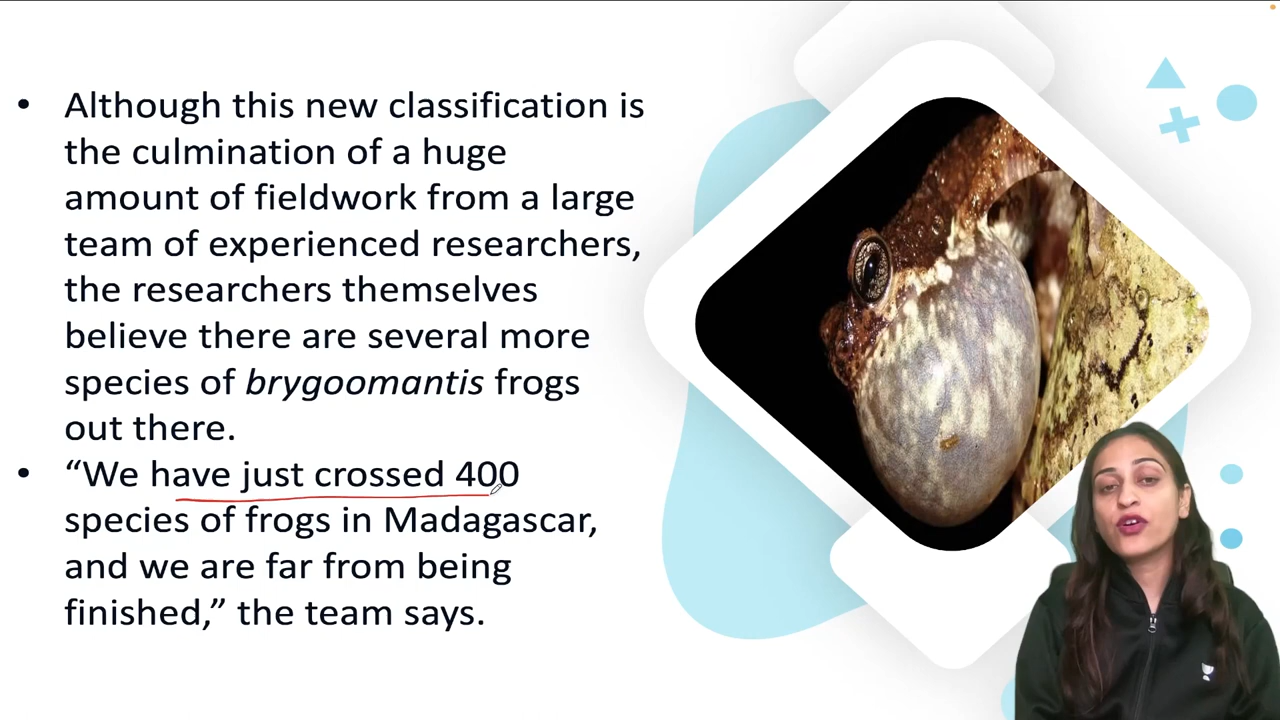 • Although this new classification is
the culmination of a huge
amount of fieldwork from a large
team of experienced researchers,
the researchers themselves
believe there are several more
species of brygoomantis frogs
out there.
• “We have just crossed 400
species of frogs in Madagascar,
and we are far from being
finished,” the team says.